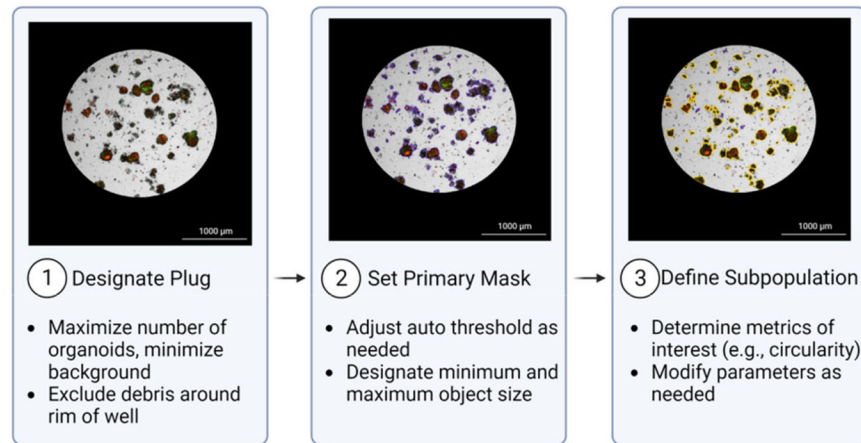 1000 µm
1 Designate Plug
• Maximize number of
organoids, minimize
background
• Exclude debris around
rim of well
1000 µm
2 Set Primary Mask
• Adjust auto threshold as
needed
• Designate minimum and
maximum object size
1000 µm
3 Define Subpopulation
• Determine metrics of
interest (e.g., circularity)
• Modify parameters as
needed